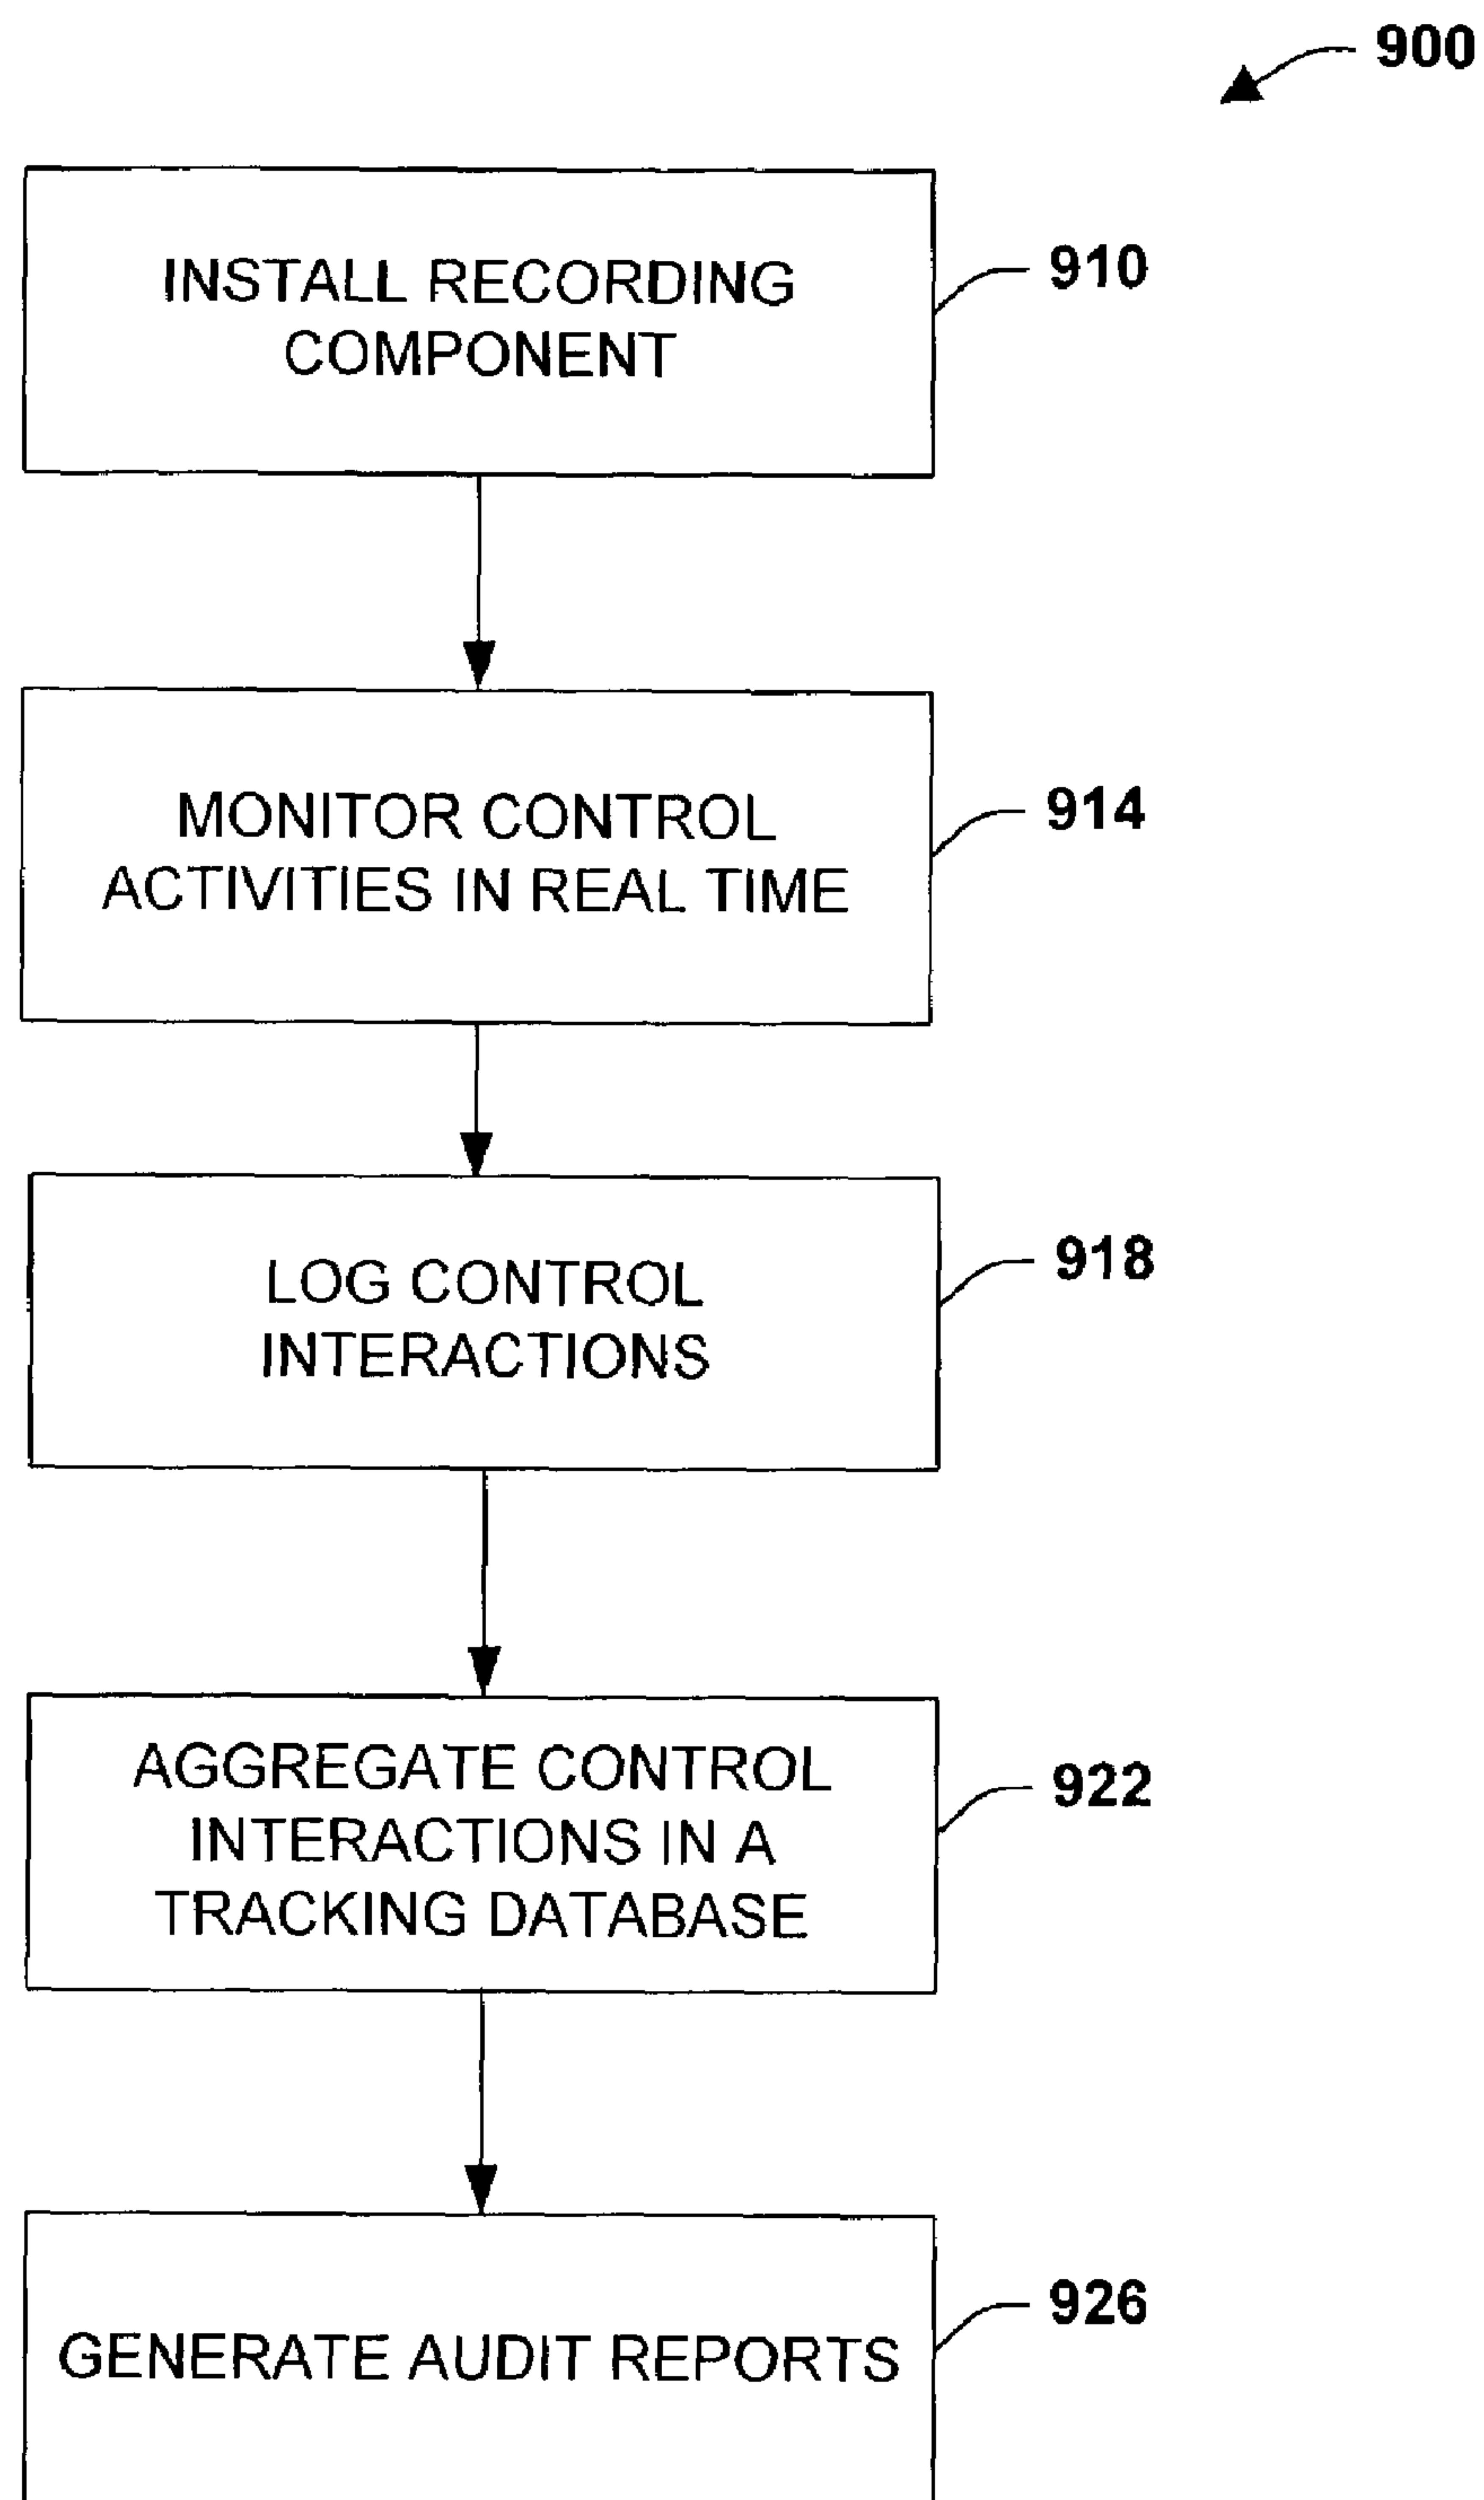 900
INSTALL RECORDING
COMPONENT
910
MONITOR CONTROL
ACTIVITIES IN REAL TIME
914
LOG CONTROL
INTERACTIONS
918
AGGREGATE CONTROL
INTERACTIONS IN A
TRACKING DATABASE
922
GENERATE AUDIT REPORTS
926